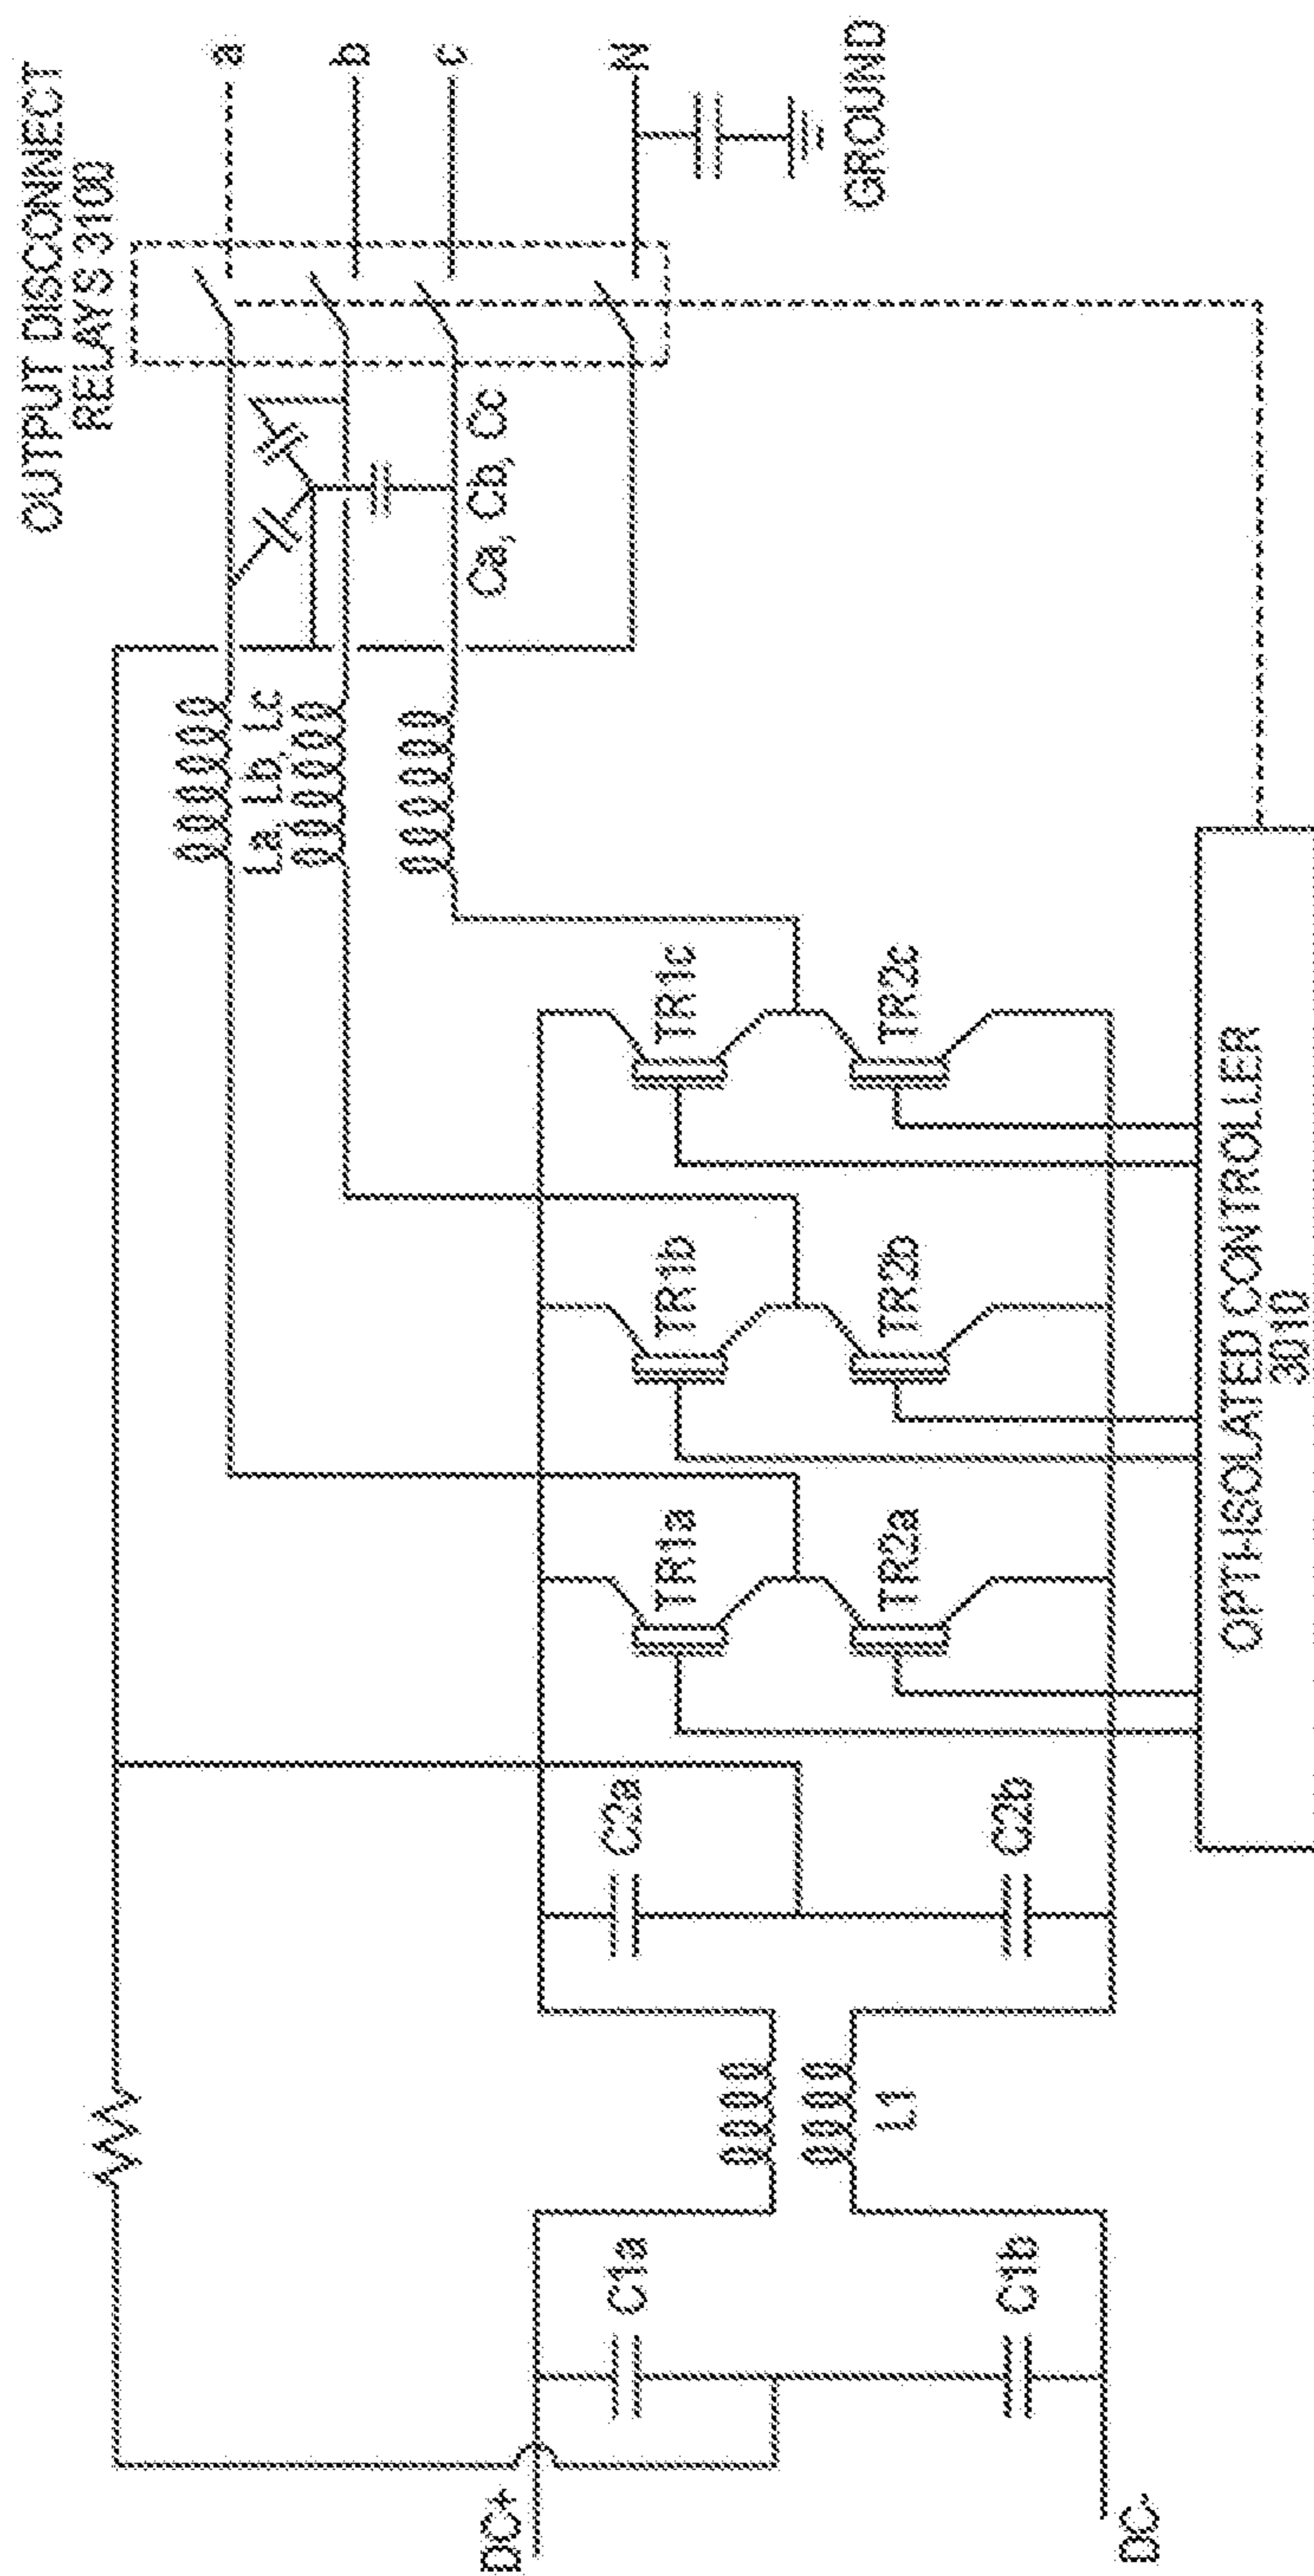 OUTPUT DISCONNECT
RELAYS 3100
a
b
c
N
GROUND
La, Lb, Lc
Ca, Cb, Cc
DC+
DC-
C1a
C1b
L1
C2a
C2b
TR1a
TR2a
TR1b
TR2b
TR1c
TR2c
OPTI-ISOLATED CONTROLLER
3010